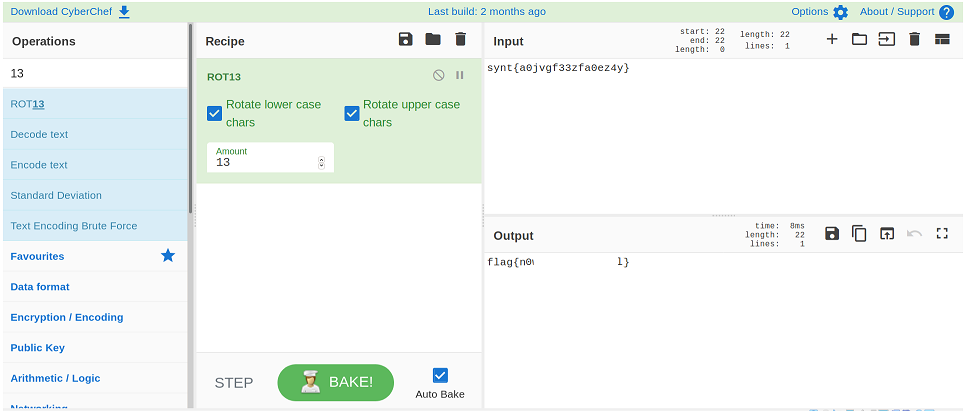 Download CyberChef
Last build: 2 months ago
Options
About / Support
Operations
13
ROT13
Decode text
Encode text
Standard Deviation
Text Encoding Brute Force
Favourites
Data format
Encryption / Encoding
Public Key
Arithmetic / Logic
Networking
Recipe
ROT13
Rotate lower case
chars
Rotate upper case
chars
Amount
13
STEP
BAKE!
Auto Bake
Input
start: 22
end: 22
length: 0
length: 22
lines: 1
synt{a0jvgf33zfa0ez4y}
Output
time: 8ms
length: 22
lines: 1
flag{n0 l}